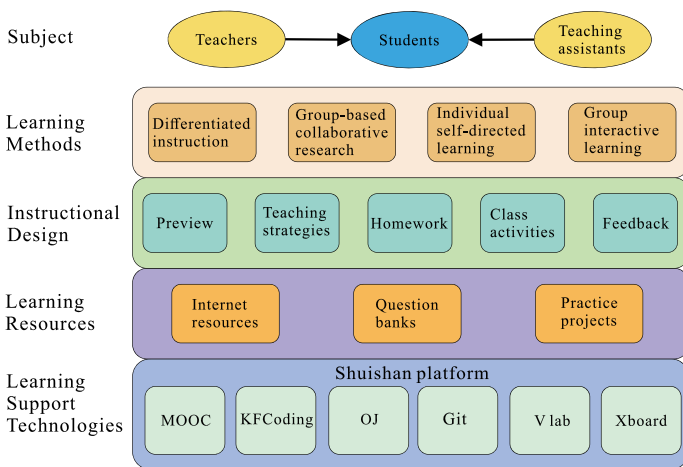 Subject
Teachers
Students
Teaching
assistants
Learning
Methods
Differentiated
instruction
Group-based
collaborative
research
Individual
self-directed
learning
Group
interactive
learning
Instructional
Design
Preview
Teaching
strategies
Homework
Class
activities
Feedback
Learning
Resources
Internet
resources
Question
banks
Practice
projects
Learning
Support
Technologies
Shuishan platform
MOOC
KFCoding
OJ
Git
V lab
Xboard